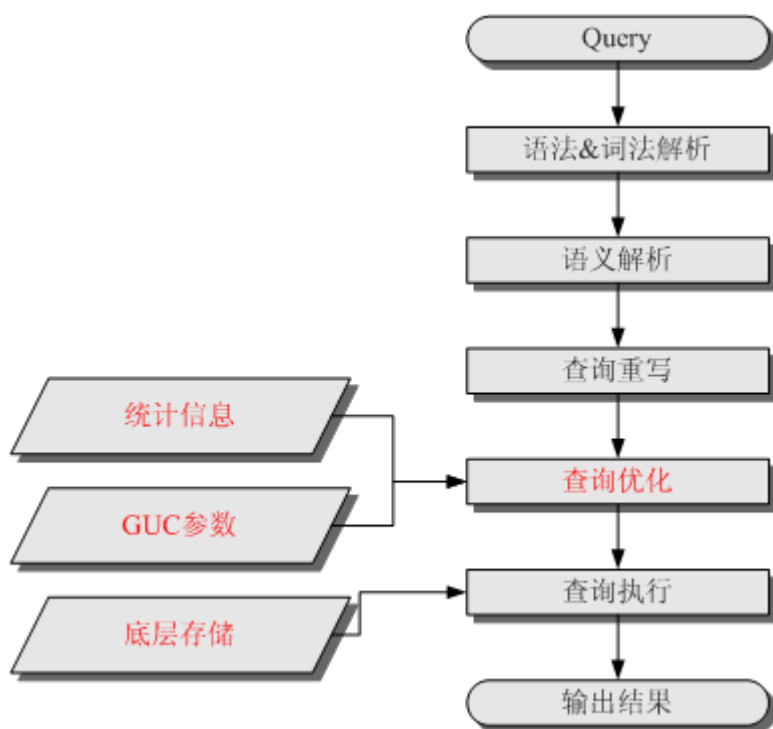 Query
语法&词法解析
语义解析
查询重写
统计信息
查询优化
GUC参数
查询执行
底层存储
输出结果